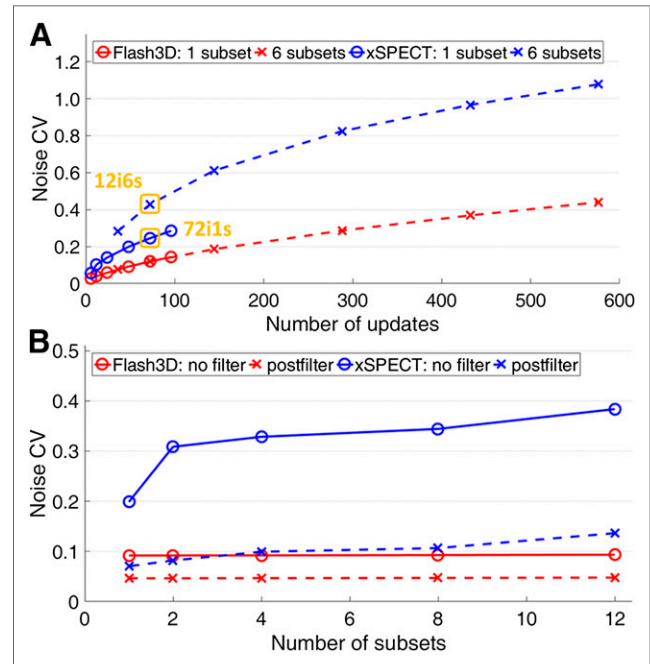 A
Flash3D: 1 subset 6 subsets xSPECT: 1 subset 6 subsets
1.2
1.0
0.8
0.6
0.4
0.2
0
Noise CV
12i6s
72i1s
0 100 200 300 400 500 600
Number of updates
B
Flash3D: no filter postfilter xSPECT: no filter postfilter
0.5
0.4
0.3
0.2
0.1
0
Noise CV
0 2 4 6 8 10 12
Number of subsets